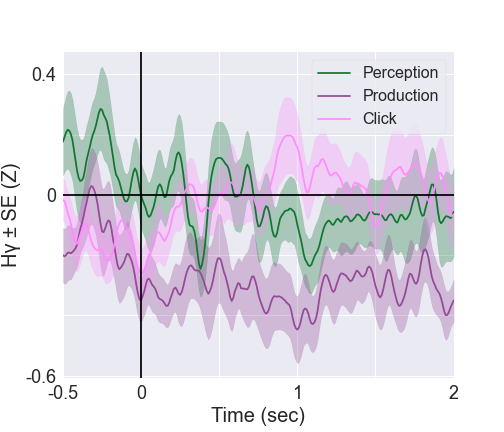 0.4
0
-0.6
Hγ ± SE (Z)
Perception
Production
Click
-0.5
0
1
2
Time (sec)